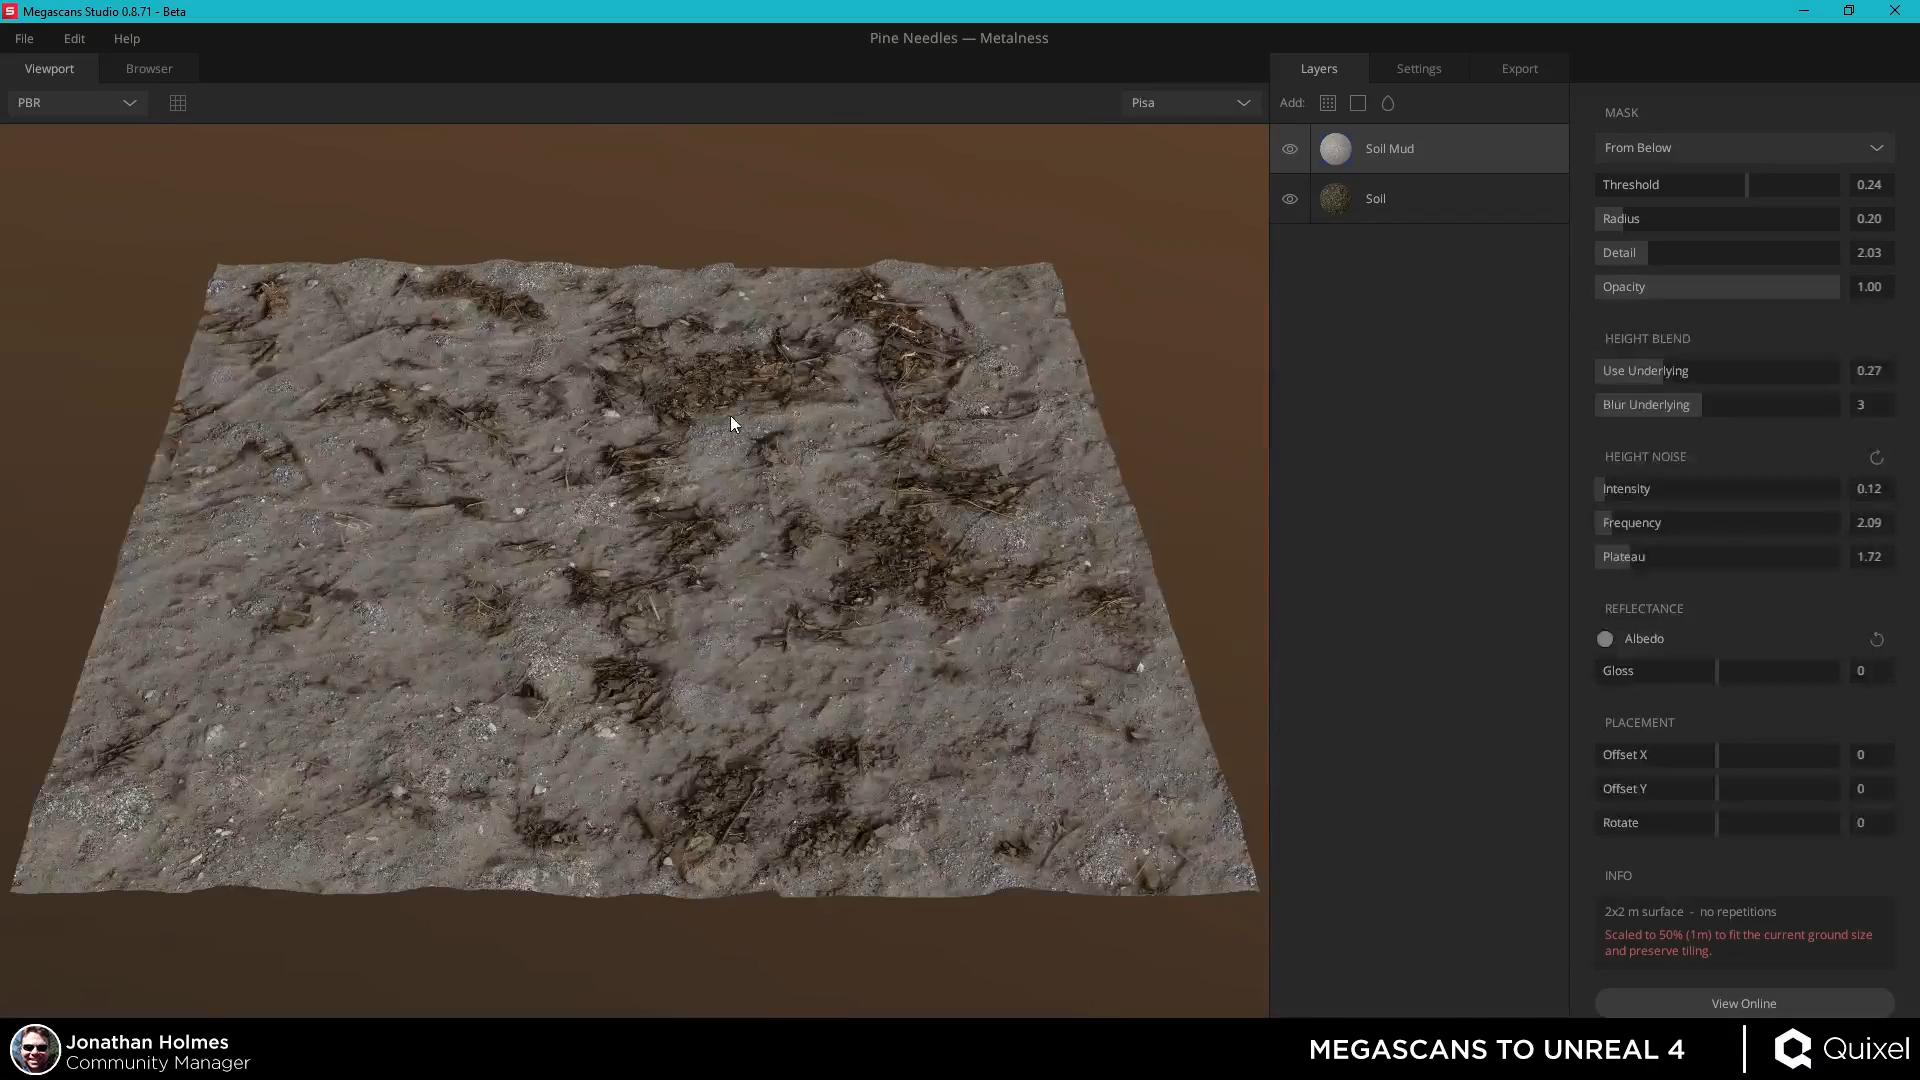 Megascans Studio 0.8.71 - Beta
File Edit Help
Pine Needles — Metalness
Viewport Browser
Layers Settings Export
PBR
Pisa
Add:
Soil Mud
Soil
MASK
From Below
Threshold 0.24
Radius 0.20
Detail 2.03
Opacity 1.00
HEIGHT BLEND
Use Underlying 0.27
Blur Underlying 3
HEIGHT NOISE
Intensity 0.12
Frequency 2.09
Plateau 1.72
REFLECTANCE
Albedo
Gloss 0
PLACEMENT
Offset X 0
Offset Y 0
Rotate 0
INFO
2x2 m surface - no repetitions
Scaled to 50% (1m) to fit the current ground size
and preserve tiling.
View Online
Jonathan Holmes
Community Manager
MEGASCANS TO UNREAL 4
Quixel